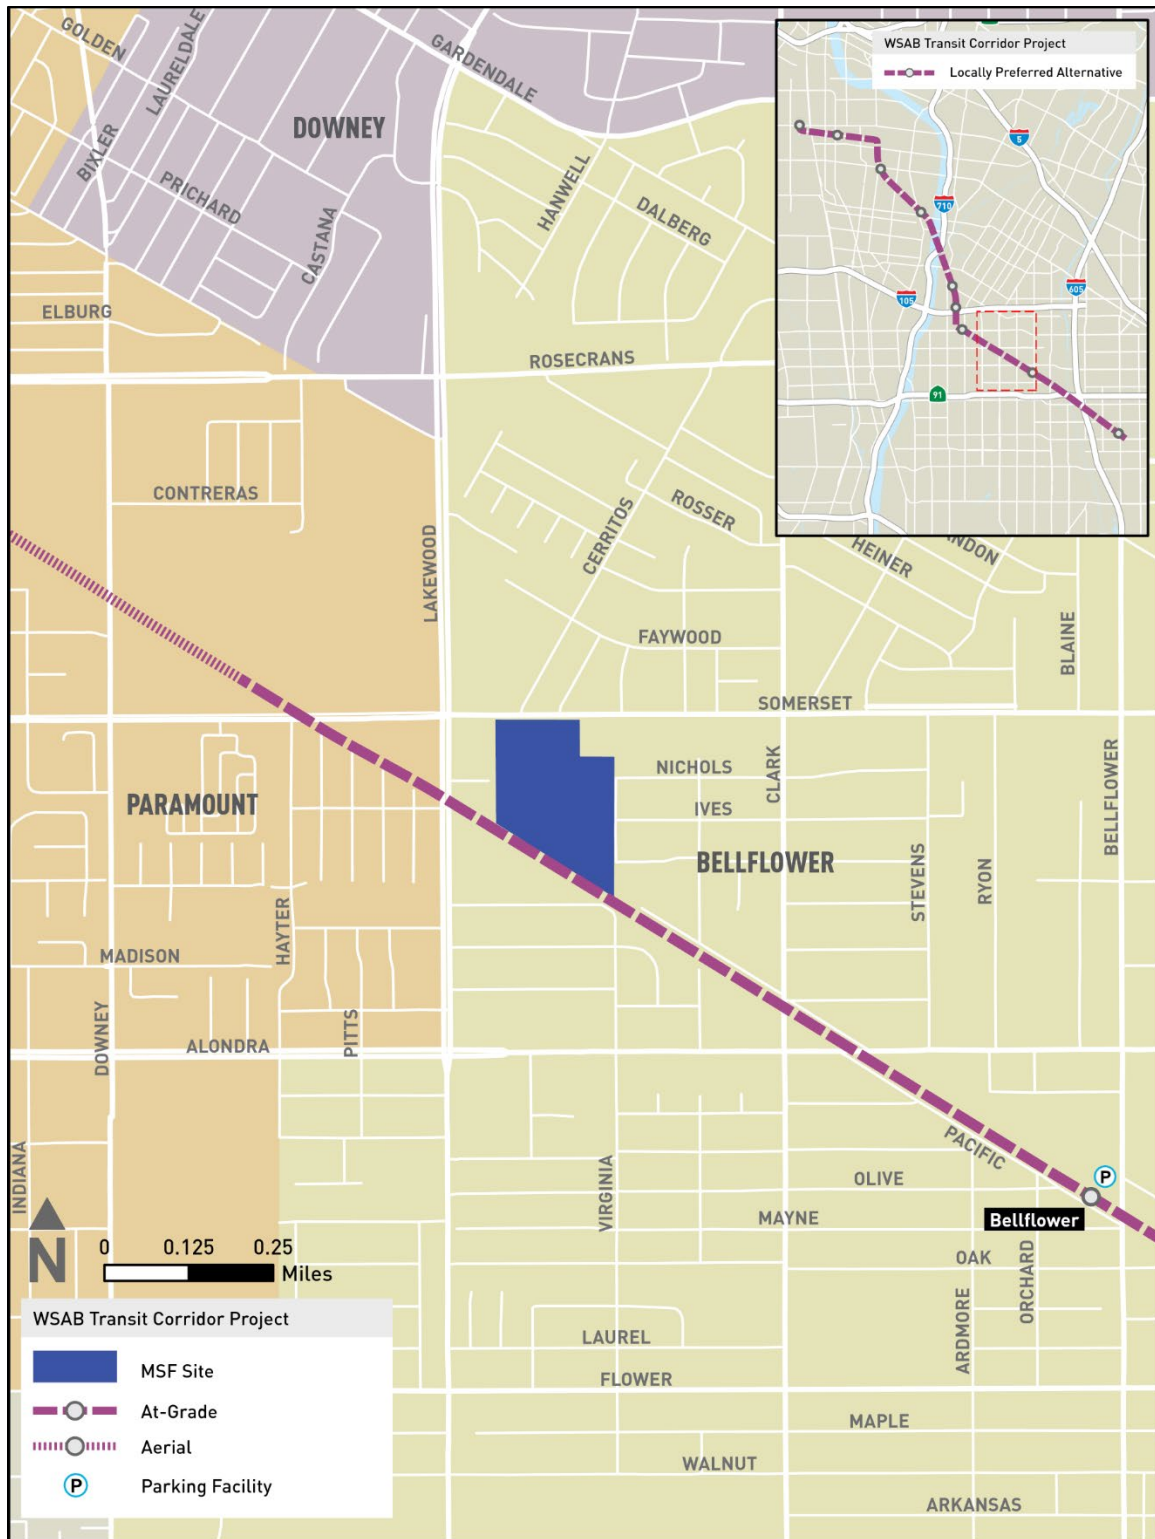 GOLDEN
LAURELDALE
GARDENDALE
DOWNEY
BIXLER
PRICHARD
CASTANA
HANWELL
DALBERG
ELBURG
ROSECRANS
WSAB Transit Corridor Project
Locally Preferred Alternative
5
710
105
605
91
CONTRERAS
LAKEWOOD
CERRITOS
ROSSER
HEINER
NDON
FAYWOOD
BLAINE
SOMERSET
NICHOLS
CLARK
IVES
BELLFLOWER
PARAMOUNT
BELLFLOWER
STEVENS
RYON
HAYTER
MADISON
DOWNEY
PITTS
ALONDRA
INDIANA
VIRGINIA
PACIFIC
OLIVE
P
MAYNE
Bellflower
OAK
ORCHARD
ARDMORE
N
0 0.125 0.25
Miles
LAUREL
FLOWER
MAPLE
WALNUT
ARKANSAS
WSAB Transit Corridor Project
MSF Site
At-Grade
Aerial
P Parking Facility